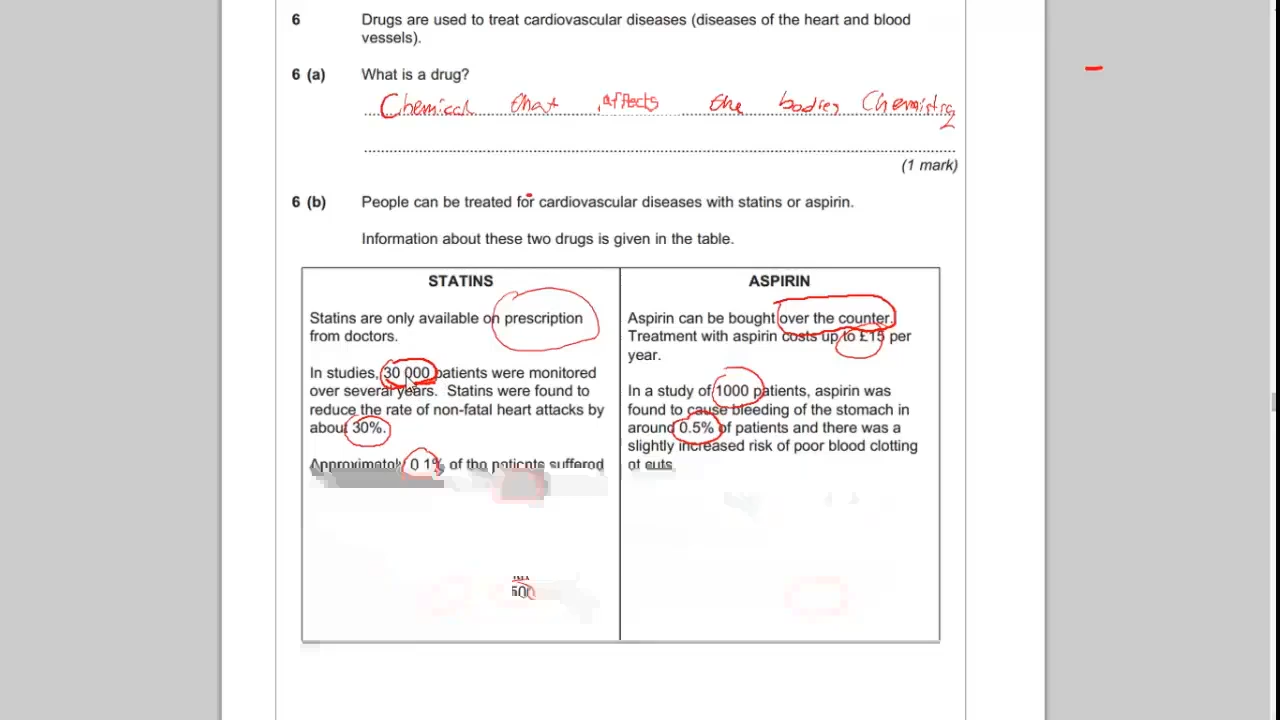 6 Drugs are used to treat cardiovascular diseases (diseases of the heart and blood
vessels).
6 (a) What is a drug?
Chemical that affects the bodies Chemistry
(1 mark)
6 (b) People can be treated for cardiovascular diseases with statins or aspirin.
Information about these two drugs is given in the table.
STATINS
Statins are only available on prescription
from doctors.
In studies, 30 000 patients were monitored
over several years. Statins were found to
reduce the rate of non-fatal heart attacks by
about 30%.
Approximately 0.1% of the patients suffered
500
ASPIRIN
Aspirin can be bought over the counter.
Treatment with aspirin costs up to £15 per
year.
In a study of 1000 patients, aspirin was
found to cause bleeding of the stomach in
around 0.5% of patients and there was a
slightly increased risk of poor blood clotting
at cuts